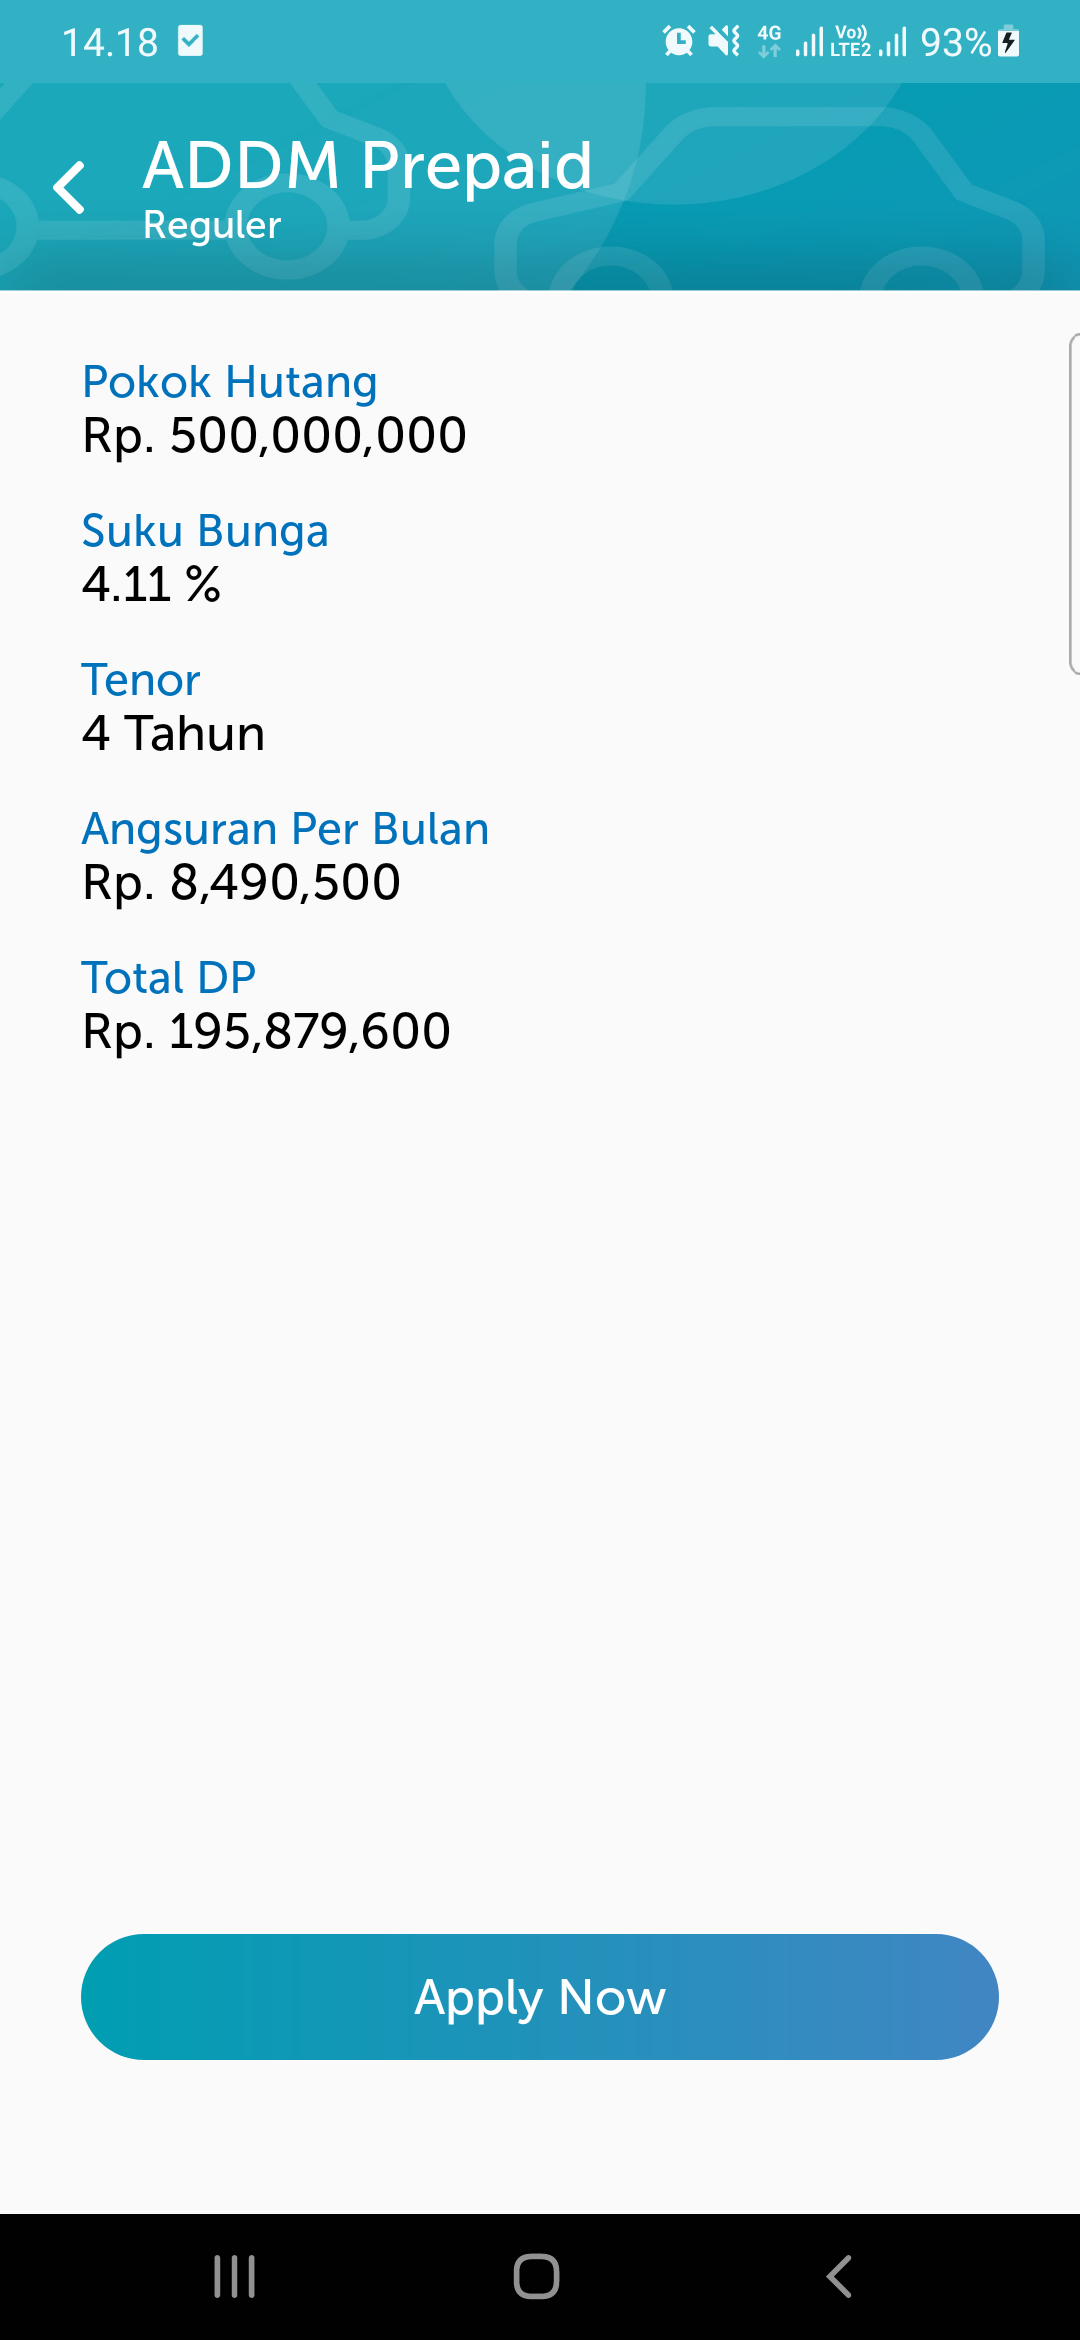 14.18
4G Vo)) LTE2 93%
ADDM Prepaid
Reguler
Pokok Hutang
Rp. 500,000,000
Suku Bunga
4.11 %
Tenor
4 Tahun
Angsuran Per Bulan
Rp. 8,490,500
Total DP
Rp. 195,879,600
Apply Now